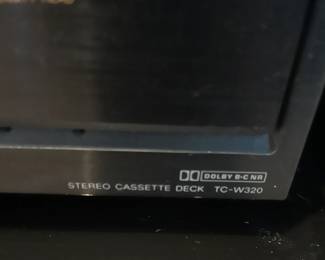 DOLBY B-C NR
STEREO CASSETTE DECK TC-W320